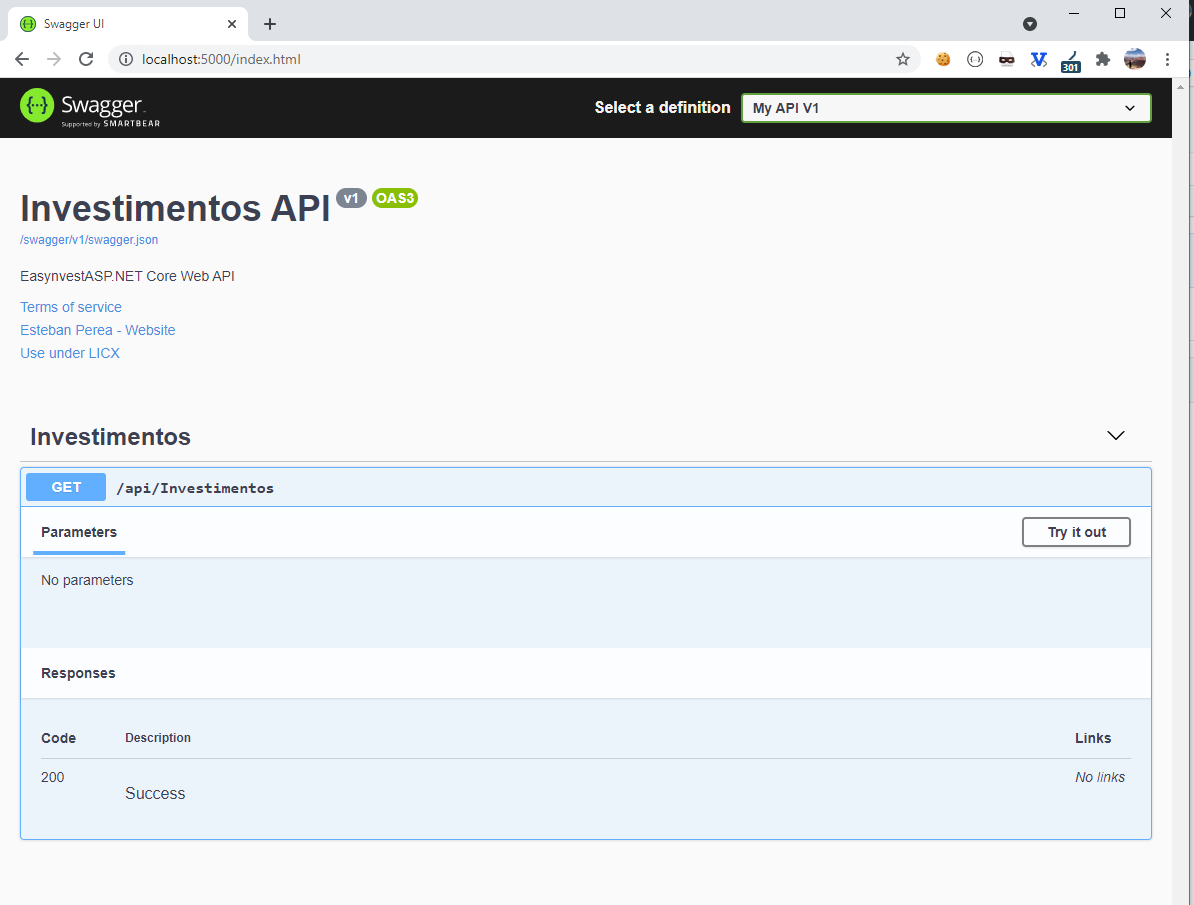 Swagger UI
localhost:5000/index.html
301
Swagger
Supported by SMARTBEAR
Select a definition
My API V1
Investimentos API v1 OAS3
/swagger/v1/swagger.json
EasynvestASP.NET Core Web API
Terms of service
Esteban Perea - Website
Use under LICX
Investimentos
GET /api/Investimentos
Parameters
Try it out
No parameters
Responses
Code Description Links
200 No links
Success